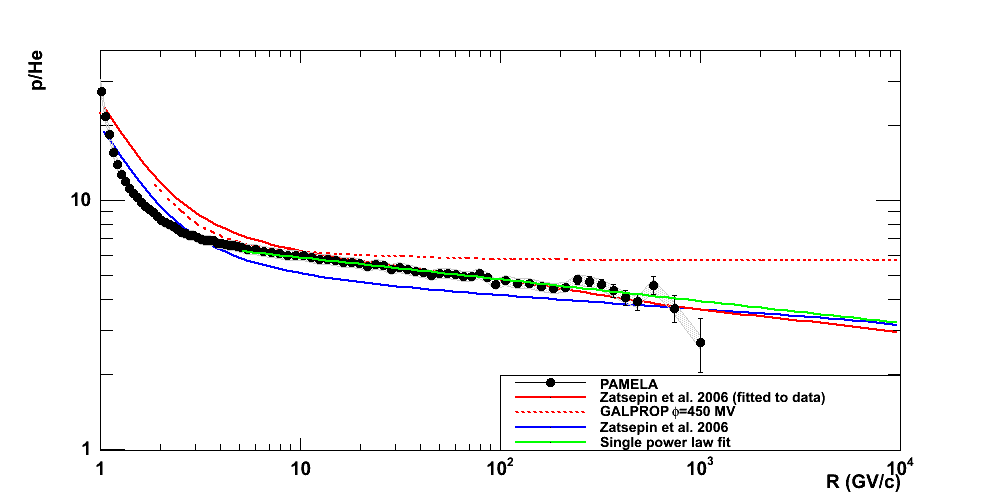 p/He
10
1
PAMELA
Zatsepin et al. 2006 (fitted to data)
GALPROP ϕ=450 MV
Zatsepin et al. 2006
Single power law fit
1 10 10² 10³ 10⁴
R (GV/c)